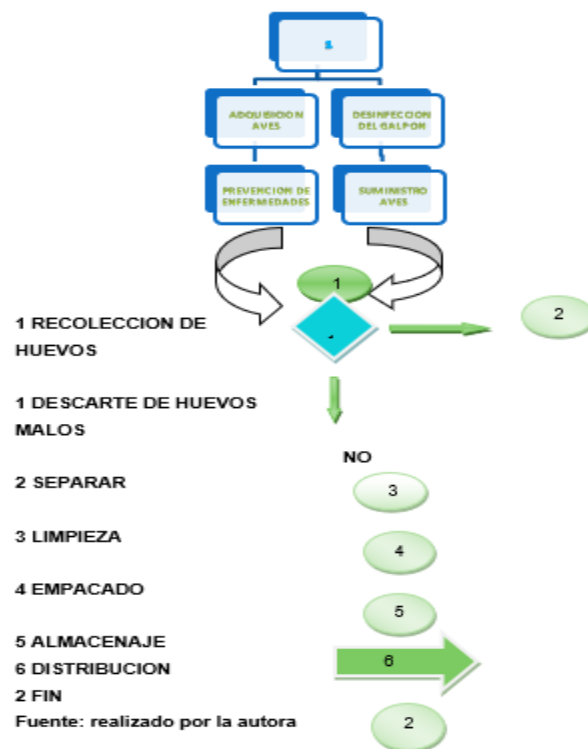 ADQUISICION
AVES
DESINFECCION
DEL GALPON
PREVENCION DE
ENFERMEDADES
SUMINISTRO
AVES
1
1 RECOLECCION DE
HUEVOS
2
1 DESCARTE DE HUEVOS
MALOS
NO
2 SEPARAR
3
3 LIMPIEZA
4
4 EMPACADO
5
5 ALMACENAJE
6 DISTRIBUCION
6
2 FIN
Fuente: realizado por la autora
2